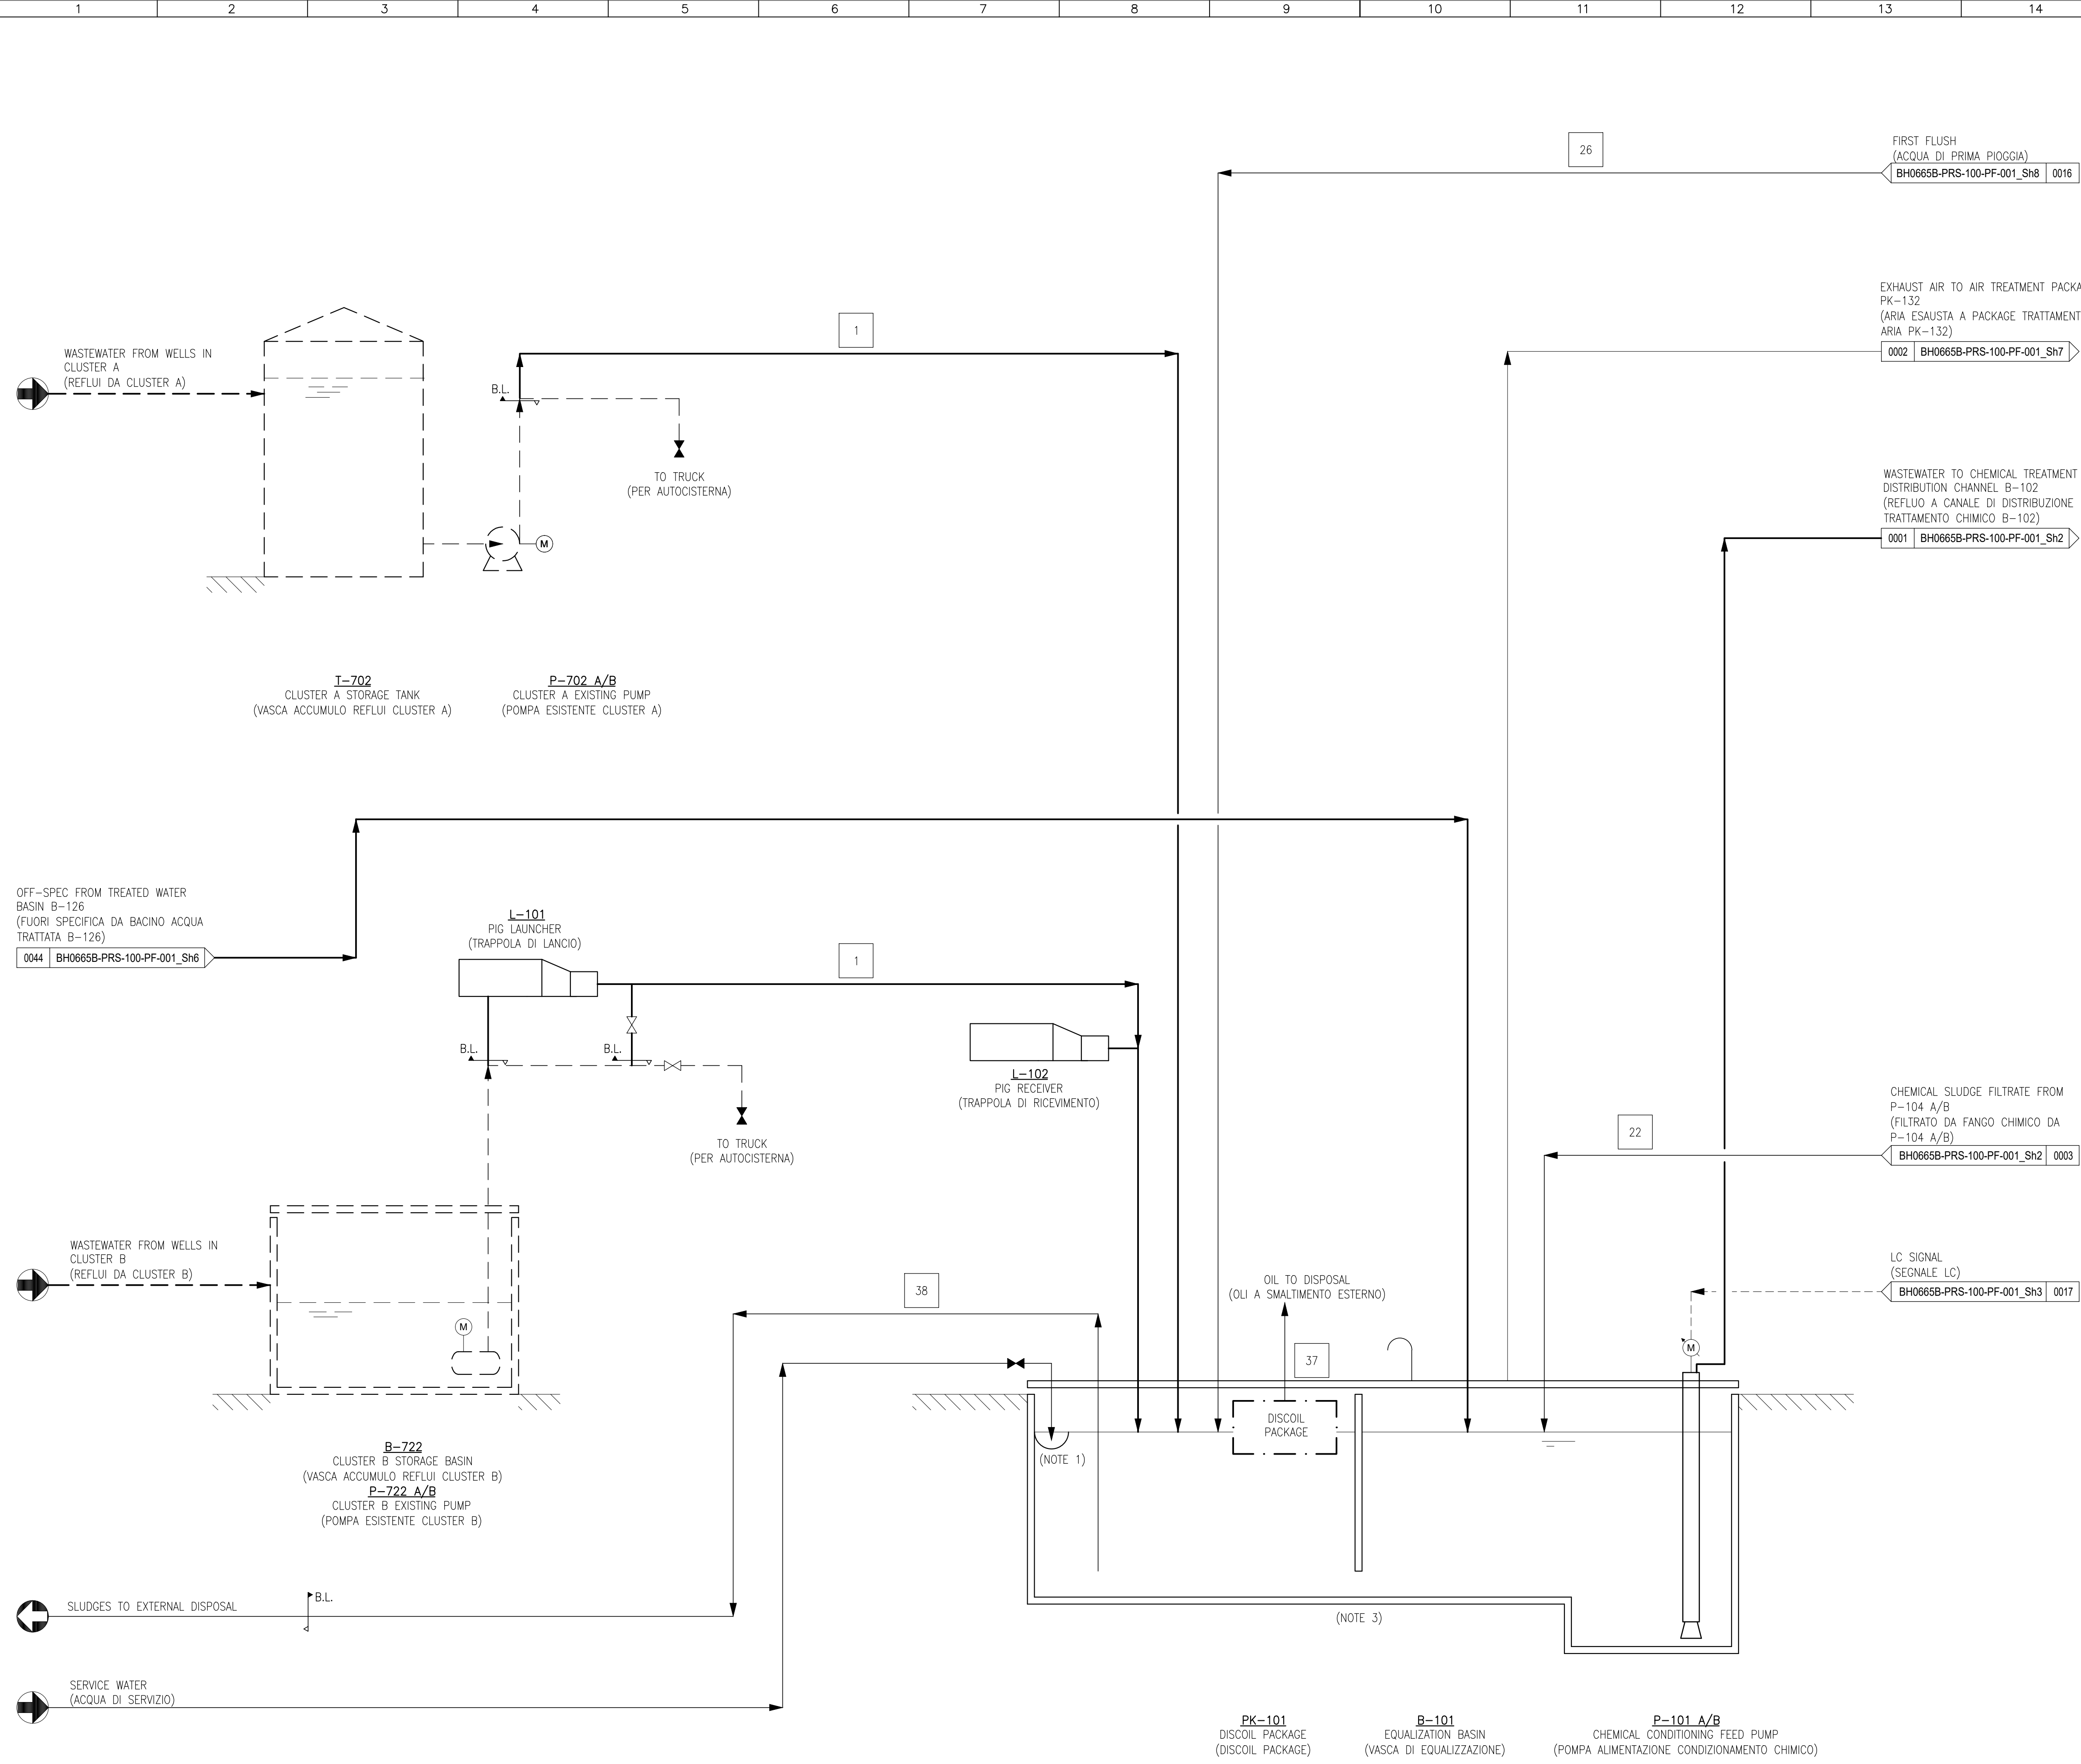 1 2 3 4 5 6 7 8 9 10 11 12 13 14
26
FIRST FLUSH
(ACQUA DI PRIMA PIOGGIA)
BH0665B-PRS-100-PF-001_Sh8 0016
EXHAUST AIR TO AIR TREATMENT PACKA
PK-132
(ARIA ESAUSTA A PACKAGE TRATTAMENT
ARIA PK-132)
0002 BH0665B-PRS-100-PF-001_Sh7
1
WASTEWATER FROM WELLS IN
CLUSTER A
(REFLUI DA CLUSTER A)
B.L.
TO TRUCK
(PER AUTOCISTERNA)
M
WASTEWATER TO CHEMICAL TREATMENT
DISTRIBUTION CHANNEL B-102
(REFLUO A CANALE DI DISTRIBUZIONE
TRATTAMENTO CHIMICO B-102)
0001 BH0665B-PRS-100-PF-001_Sh2
T-702
CLUSTER A STORAGE TANK
(VASCA ACCUMULO REFLUI CLUSTER A)
P-702 A/B
CLUSTER A EXISTING PUMP
(POMPA ESISTENTE CLUSTER A)
OFF-SPEC FROM TREATED WATER
BASIN B-126
(FUORI SPECIFICA DA BACINO ACQUA
TRATTATA B-126)
0044 BH0665B-PRS-100-PF-001_Sh6
L-101
PIG LAUNCHER
(TRAPPOLA DI LANCIO)
1
B.L.
B.L.
L-102
PIG RECEIVER
(TRAPPOLA DI RICEVIMENTO)
TO TRUCK
(PER AUTOCISTERNA)
22
CHEMICAL SLUDGE FILTRATE FROM
P-104 A/B
(FILTRATO DA FANGO CHIMICO DA
P-104 A/B)
BH0665B-PRS-100-PF-001_Sh2 0003
WASTEWATER FROM WELLS IN
CLUSTER B
(REFLUI DA CLUSTER B)
M
38
OIL TO DISPOSAL
(OLI A SMALTIMENTO ESTERNO)
37
LC SIGNAL
(SEGNALE LC)
BH0665B-PRS-100-PF-001_Sh3 0017
M
DISCOIL
PACKAGE
(NOTE 1)
B-722
CLUSTER B STORAGE BASIN
(VASCA ACCUMULO REFLUI CLUSTER B)
P-722 A/B
CLUSTER B EXISTING PUMP
(POMPA ESISTENTE CLUSTER B)
SLUDGES TO EXTERNAL DISPOSAL
B.L.
(NOTE 3)
SERVICE WATER
(ACQUA DI SERVIZIO)
PK-101
DISCOIL PACKAGE
(DISCOIL PACKAGE)
B-101
EQUALIZATION BASIN
(VASCA DI EQUALIZZAZIONE)
P-101 A/B
CHEMICAL CONDITIONING FEED PUMP
(POMPA ALIMENTAZIONE CONDIZIONAMENTO CHIMICO)